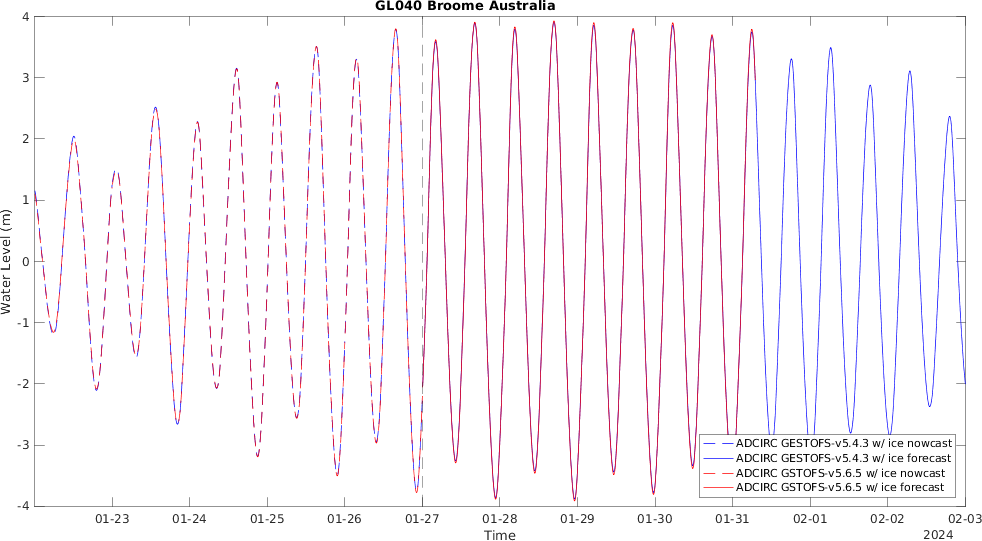 GL040 Broome Australia
Water Level (m)
4
3
2
1
0
-1
-2
-3
-4
ADCIRC GESTOFS-v5.4.3 w/ ice nowcast
ADCIRC GESTOFS-v5.4.3 w/ ice forecast
ADCIRC GSTOFS-v5.6.5 w/ ice nowcast
ADCIRC GSTOFS-v5.6.5 w/ ice forecast
01-23 01-24 01-25 01-26 01-27 01-28 01-29 01-30 01-31 02-01 02-02 02-03
Time
2024